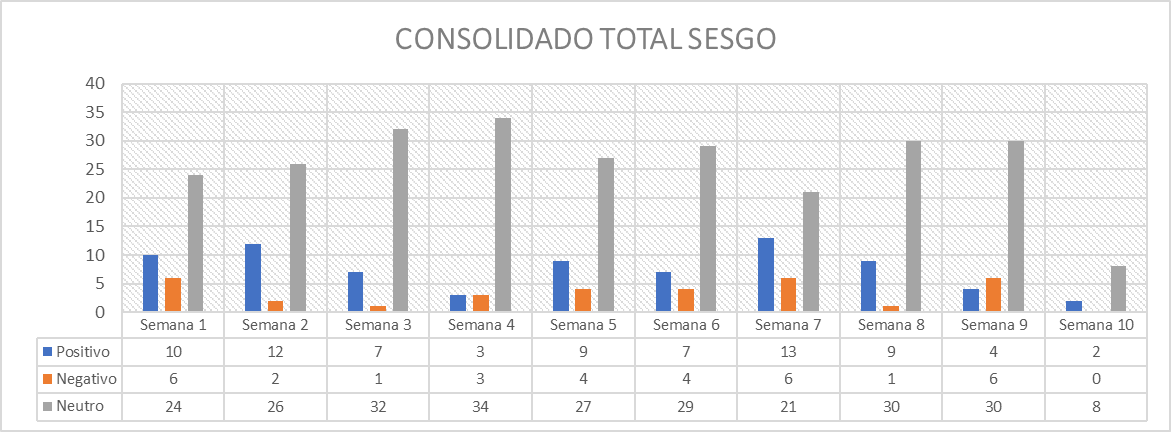 CONSOLIDADO TOTAL SESGO
40
35
30
25
20
15
10
5
0
Semana 1 Semana 2 Semana 3 Semana 4 Semana 5 Semana 6 Semana 7 Semana 8 Semana 9 Semana 10
Positivo 10 12 7 3 9 7 13 9 4 2
Negativo 6 2 1 3 4 4 6 1 6 0
Neutro 24 26 32 34 27 29 21 30 30 8